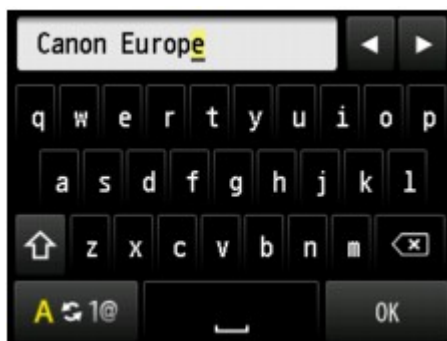 Canon Europe
q w e r t y u i o p
a s d f g h j k l
z x c v b n m
A 1@ OK